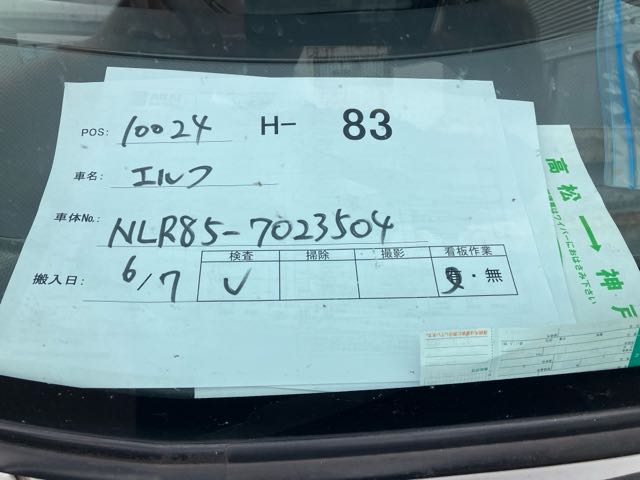 POS: 10024 H- 83
車名: エルフ
車体No.: NLR85-7023504
搬入日: 6/7
検査 掃除 撮影 看板作業
✓ ・無
高松→神戸